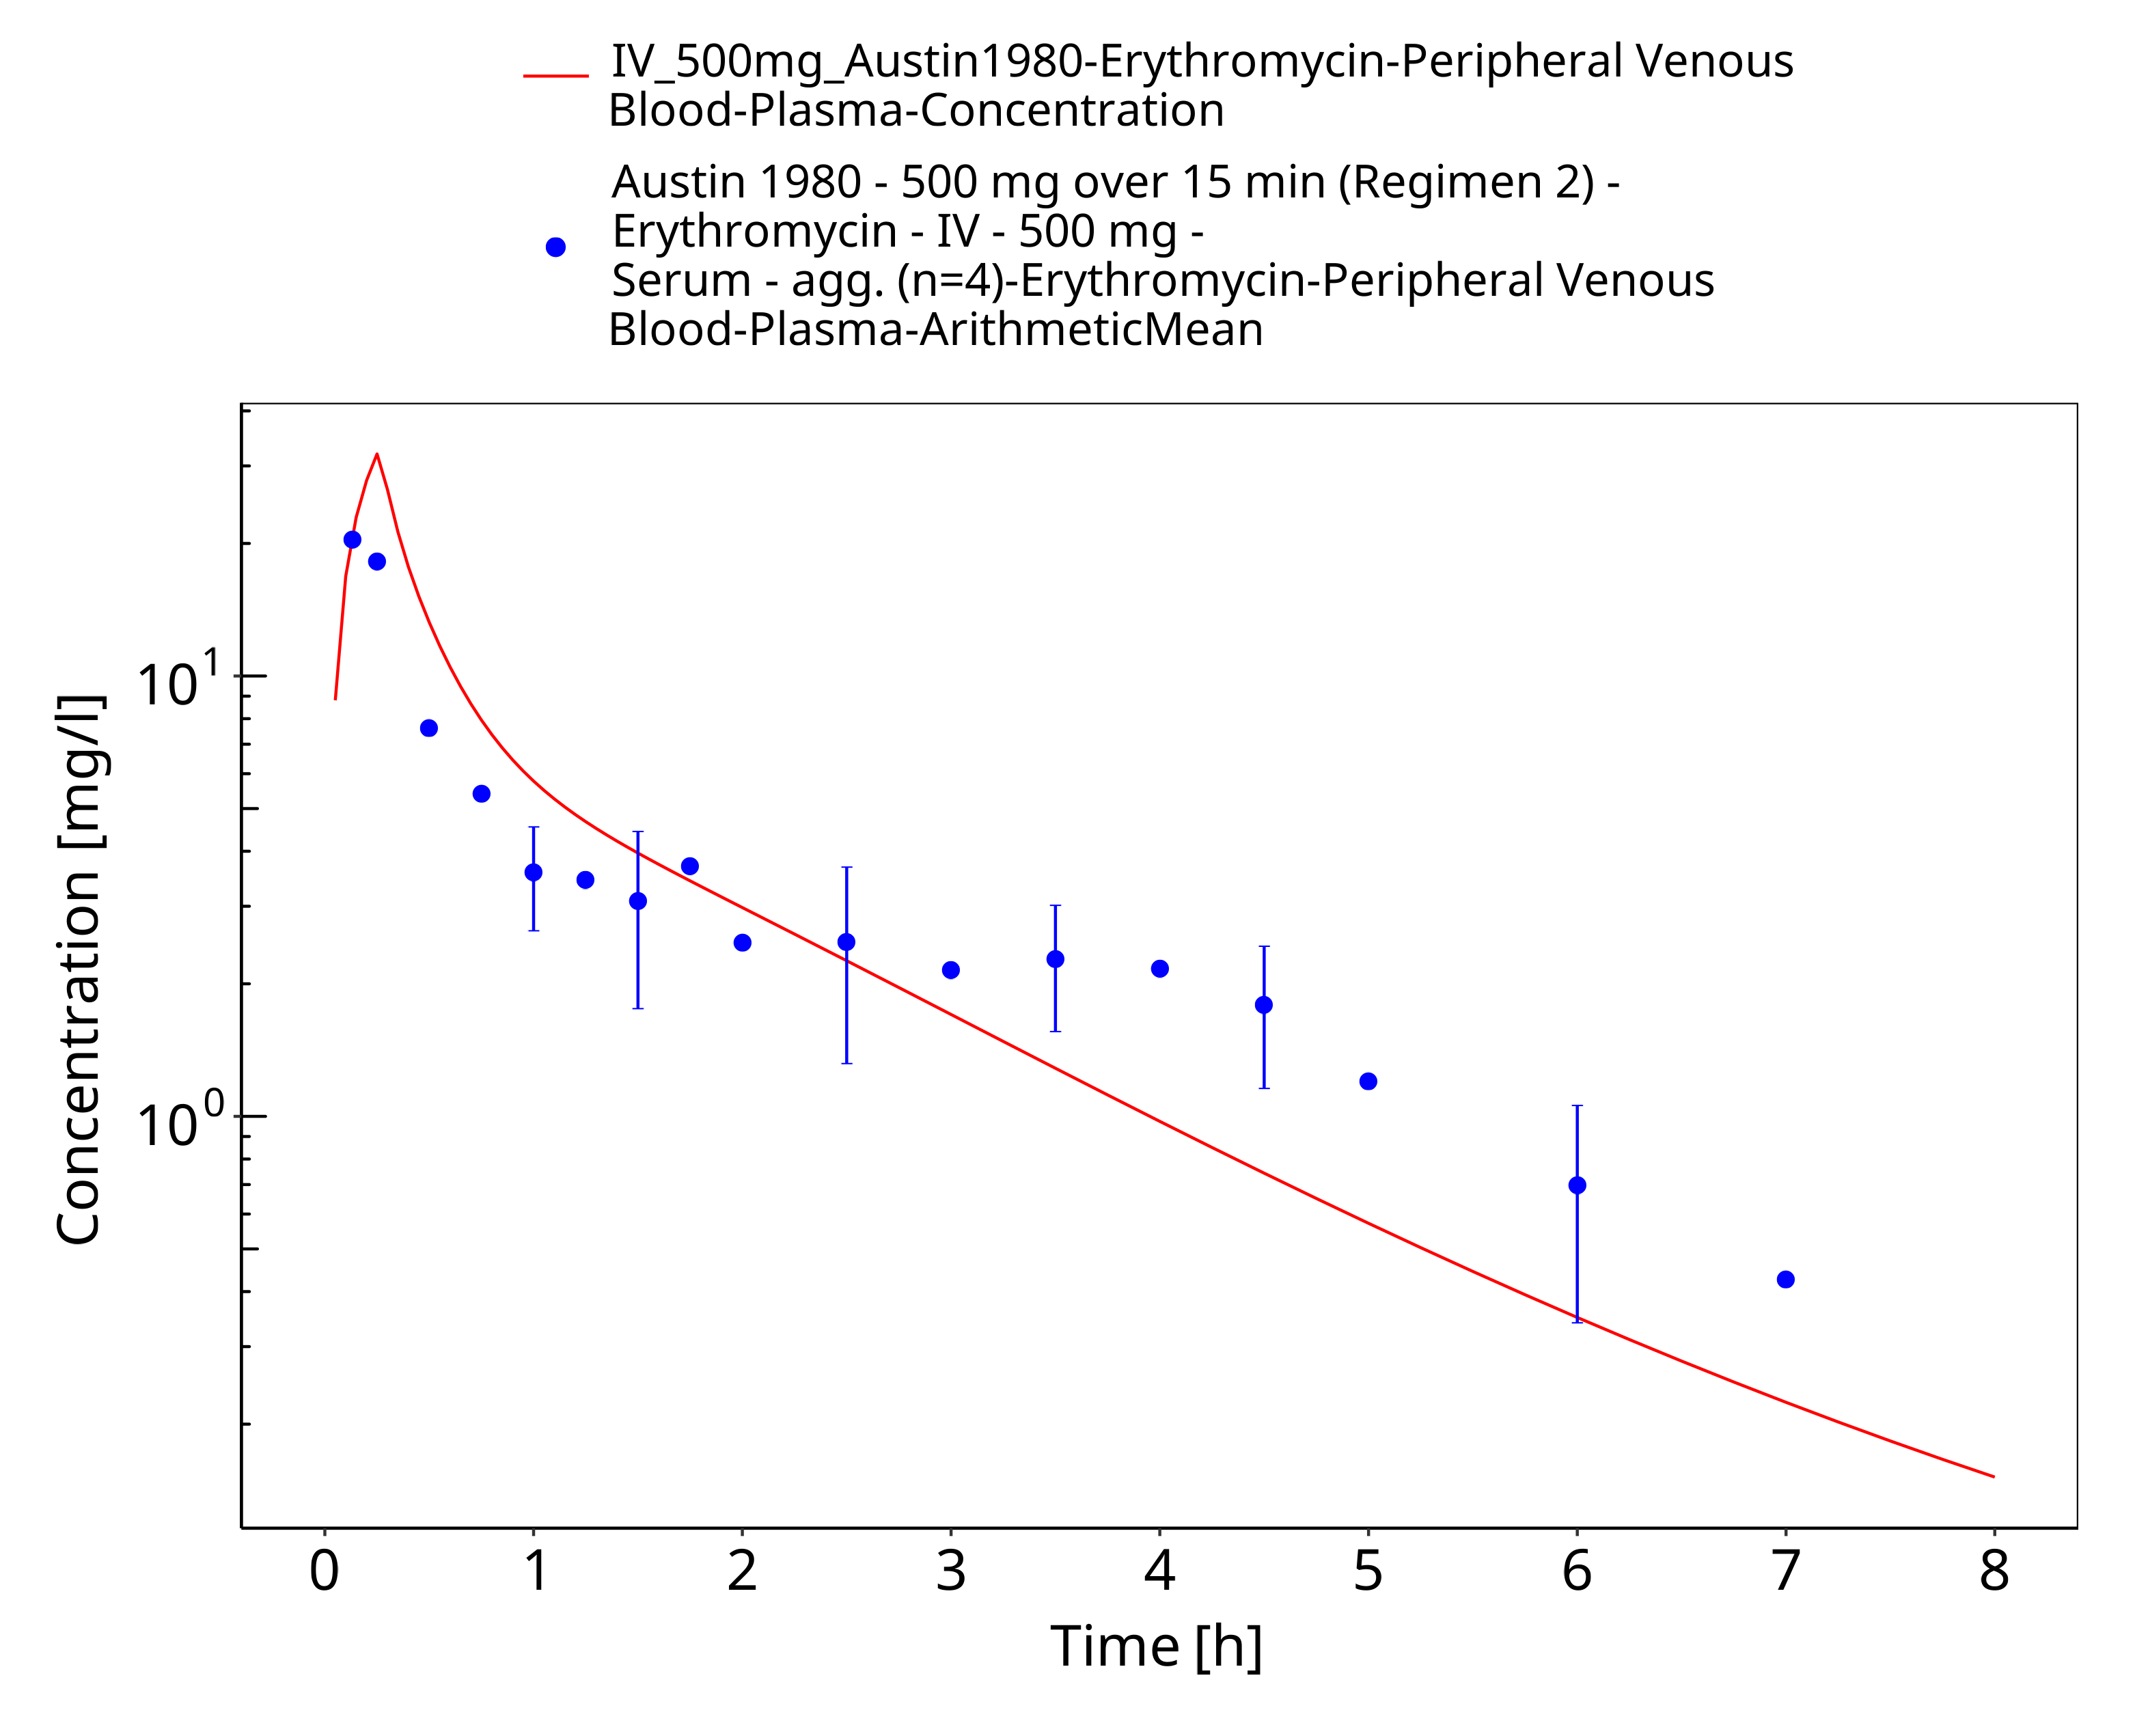 IV_500mg_Austin1980-Erythromycin-Peripheral Venous
Blood-Plasma-Concentration
Austin 1980 - 500 mg over 15 min (Regimen 2) -
Erythromycin - IV - 500 mg -
Serum - agg. (n=4)-Erythromycin-Peripheral Venous
Blood-Plasma-ArithmeticMean
Concentration [mg/l]
10^1
10^0
0 1 2 3 4 5 6 7 8
Time [h]